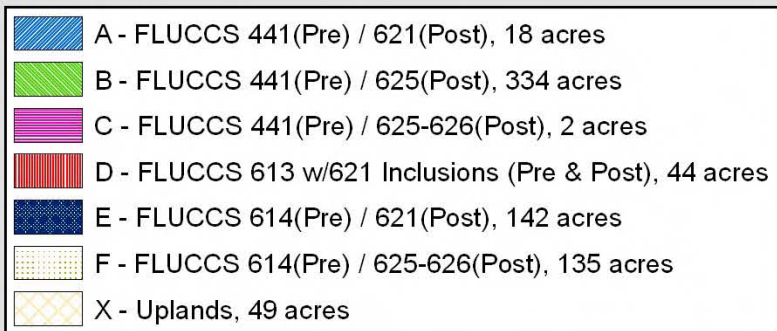 A - FLUCCS 441(Pre) / 621(Post), 18 acres
B - FLUCCS 441(Pre) / 625(Post), 334 acres
C - FLUCCS 441(Pre) / 625-626(Post), 2 acres
D - FLUCCS 613 w/621 Inclusions (Pre & Post), 44 acres
E - FLUCCS 614(Pre) / 621(Post), 142 acres
F - FLUCCS 614(Pre) / 625-626(Post), 135 acres
X - Uplands, 49 acres